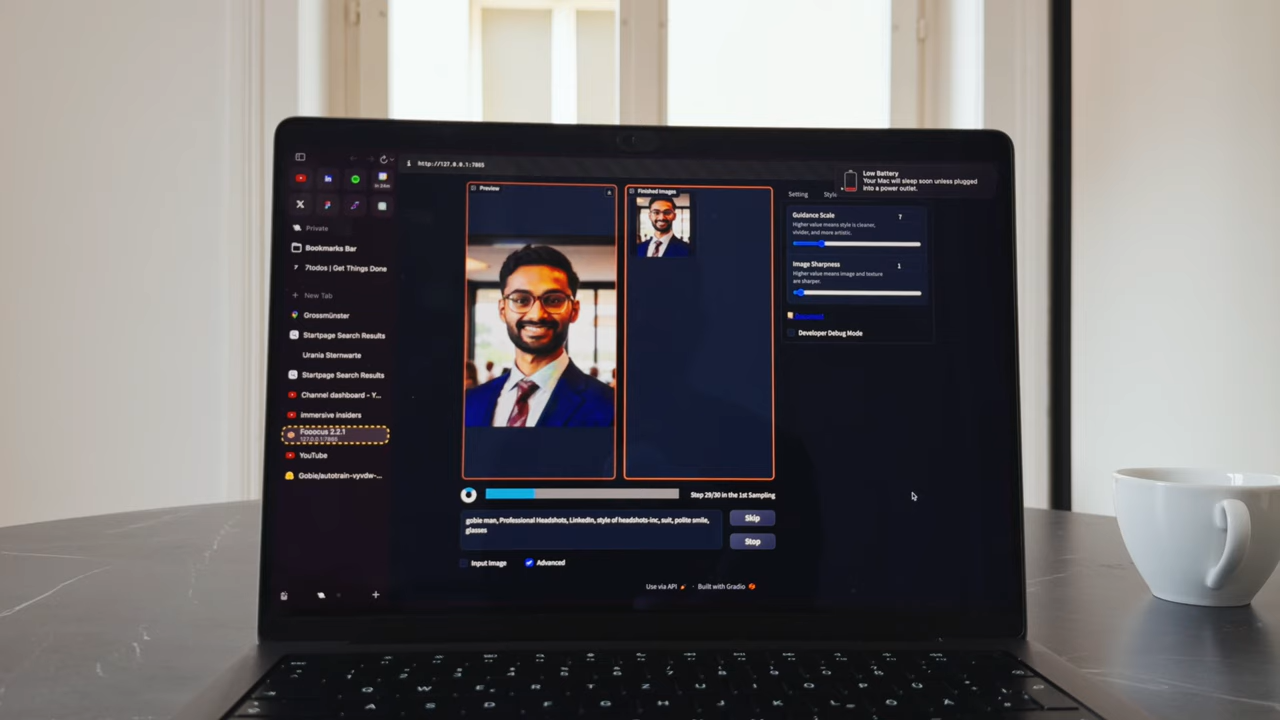 http://127.0.0.1:7865
Low Battery
Your Mac will sleep soon unless plugged
into a power outlet.
Private
Bookmarks Bar
7todos | Get Things Done
New Tab
Grossmünster
Startpage Search Results
Urania Sternwarte
Startpage Search Results
Channel dashboard - Y...
immersive insiders
Fooocus 2.2.1
127.0.0.1:7865
YouTube
Gobie/autotrain-vyvdw-...
Preview
Finished Images
Setting
Style
Guidance Scale
7
Higher value means style is cleaner,
vivider, and more artistic.
Image Sharpness
1
Higher value means image and texture
are sharper.
Developer Debug Mode
Step 29/30 in the 1st Sampling
gobie man, Professional Headshots, LinkedIn, style of headshots-inc, suit, polite smile,
glasses
Skip
Stop
Input Image
Advanced
Use via API
· Built with Gradio
esc
Q W E R T Z U I O P Ü
A S D F G H J K L Ö Ä